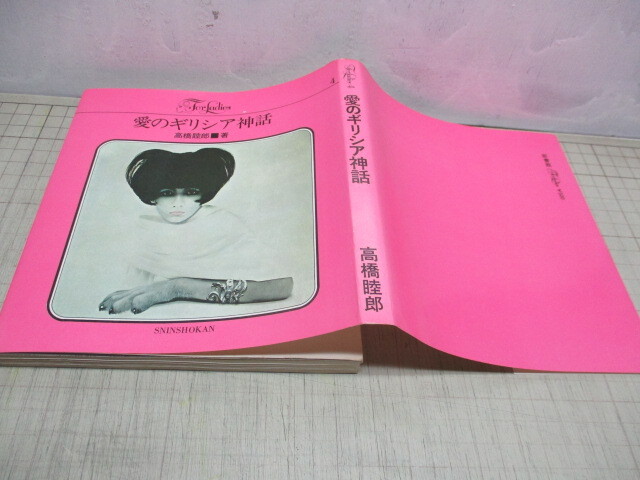 For Ladies
愛のギリシア神話
高橋睦郎■著
SNINSHOKAN
4
愛のギリシア神話
高橋睦郎